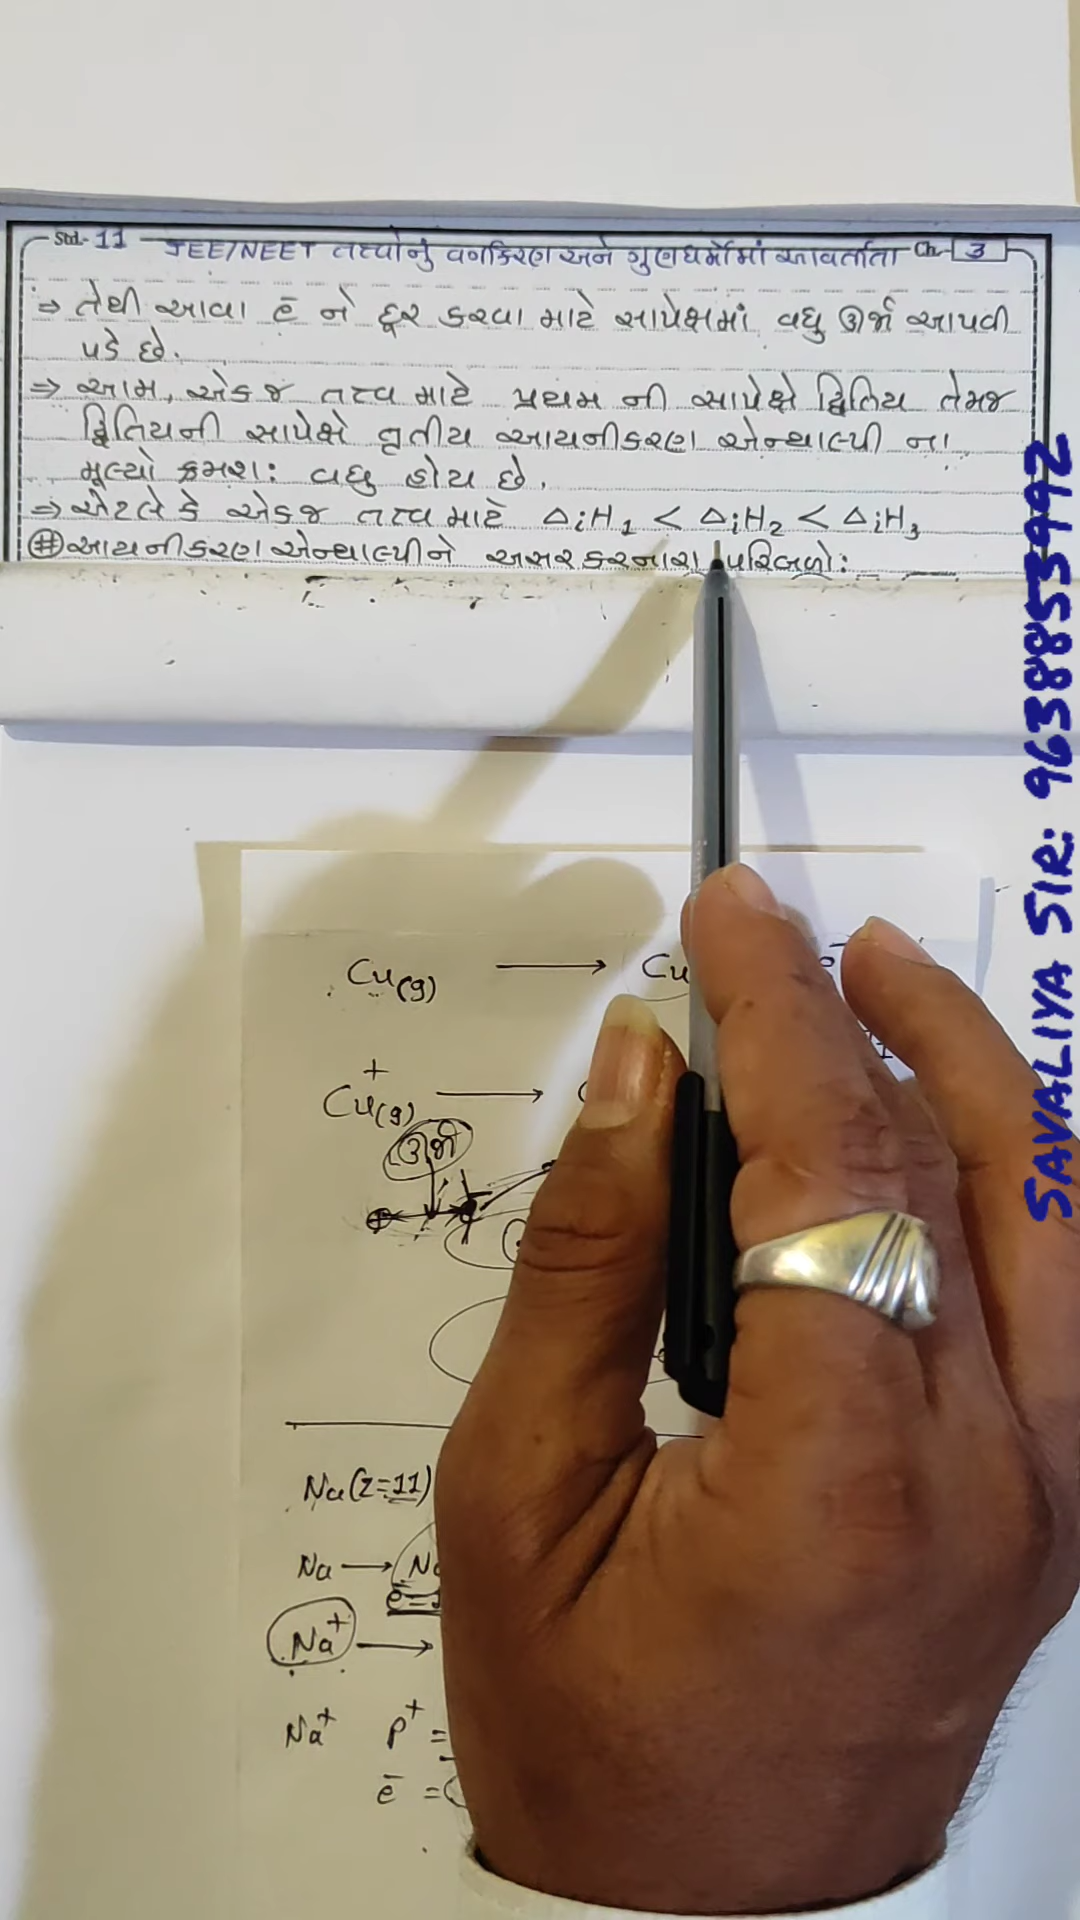 Std.- 11 JEE/NEET તત્ત્વોનું વર્ગીકરણ અને ગુણધર્મોમાં આવર્તીતા Ch.- 3
⇒ તેથી આવા ē ને દૂર કરવા માટે સાપેક્ષમાં વધુ ઊર્જા આપવી
પડે છે.
⇒ આમ, એકજ તત્વ માટે પ્રથમ ની સાપેક્ષે દ્વિતિય તેમજ
દ્વિતિયની સાપેક્ષે તૃતીય આયનીકરણ એન્થાલ્પી ના
મૂલ્યો ક્રમશ: વધુ હોય છે.
⇒ એટલે કે એકજ તત્વ માટે ΔiH1 < ΔiH2 < ΔiH3
# આયનીકરણ એન્થાલ્પીને અસર કરનારા પરિબળો:
Cu(g) ⟶ Cu
Cu+(g) ⟶
ઊર્જા
Na(Z=11)
Na ⟶ Na
Na+ ⟶
Na+ p+ =
ē =
SAVALIYA SIR: 9638853992